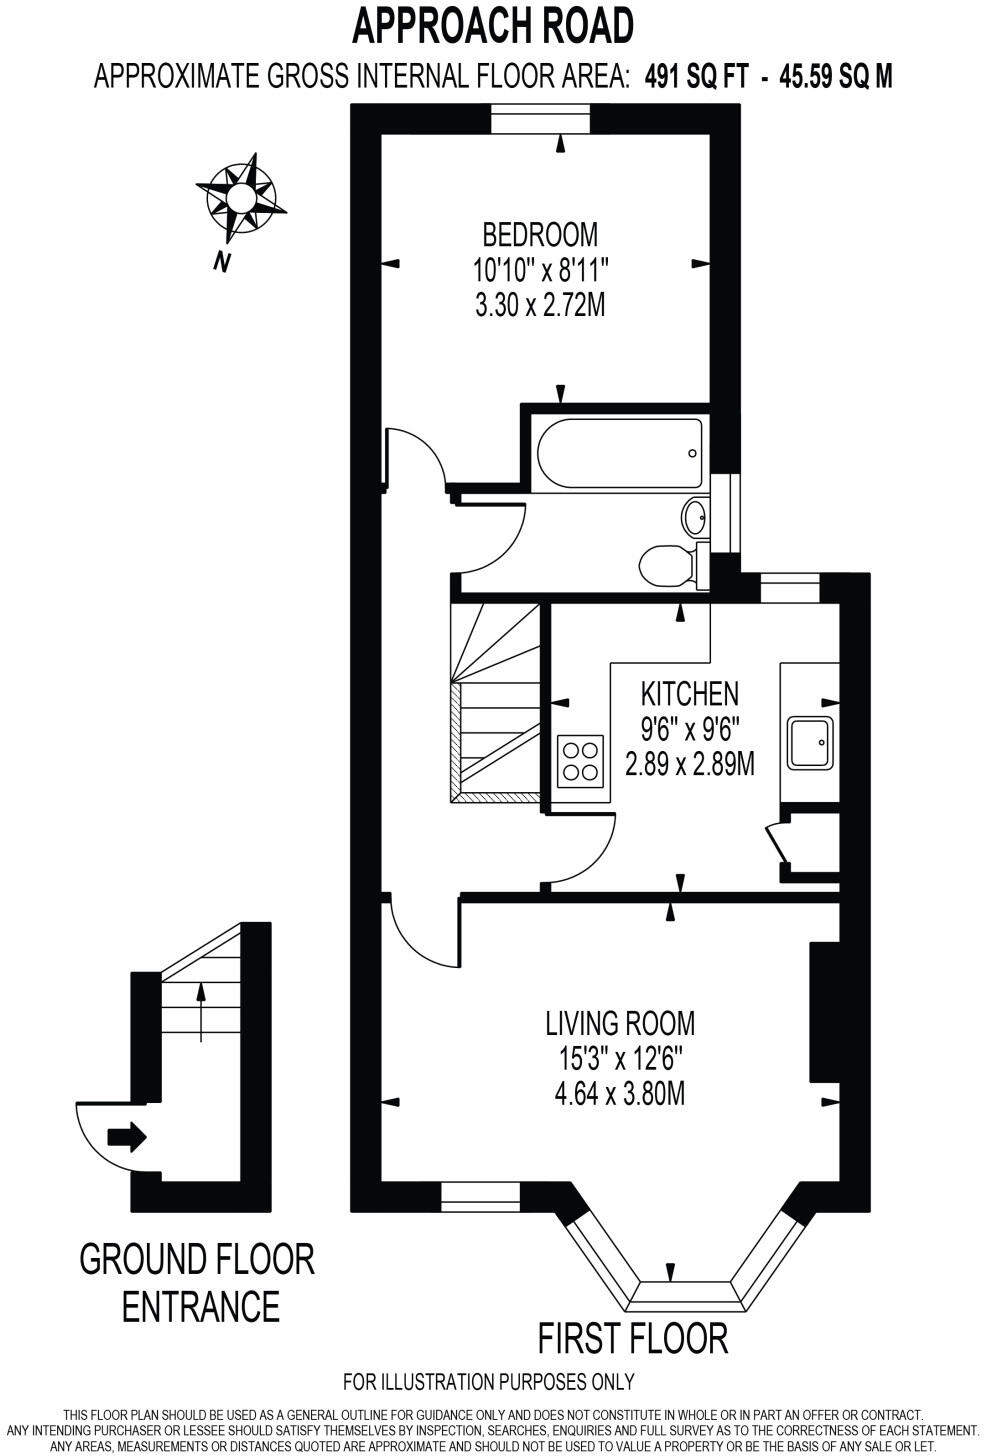 APPROACH ROAD
APPROXIMATE GROSS INTERNAL FLOOR AREA: 491 SQ FT - 45.59 SQ M
N
BEDROOM
10'10" x 8'11"
3.30 x 2.72M
KITCHEN
9'6" x 9'6"
2.89 x 2.89M
LIVING ROOM
15'3" x 12'6"
4.64 x 3.80M
GROUND FLOOR
ENTRANCE
FIRST FLOOR
FOR ILLUSTRATION PURPOSES ONLY
THIS FLOOR PLAN SHOULD BE USED AS A GENERAL OUTLINE FOR GUIDANCE ONLY AND DOES NOT CONSTITUTE IN WHOLE OR IN PART AN OFFER OR CONTRACT.
ANY INTENDING PURCHASER OR LESSEE SHOULD SATISFY THEMSELVES BY INSPECTION, SEARCHES, ENQUIRIES AND FULL SURVEY AS TO THE CORRECTNESS OF EACH STATEMENT.
ANY AREAS, MEASUREMENTS OR DISTANCES QUOTED ARE APPROXIMATE AND SHOULD NOT BE USED TO VALUE A PROPERTY OR BE THE BASIS OF ANY SALE OR LET.